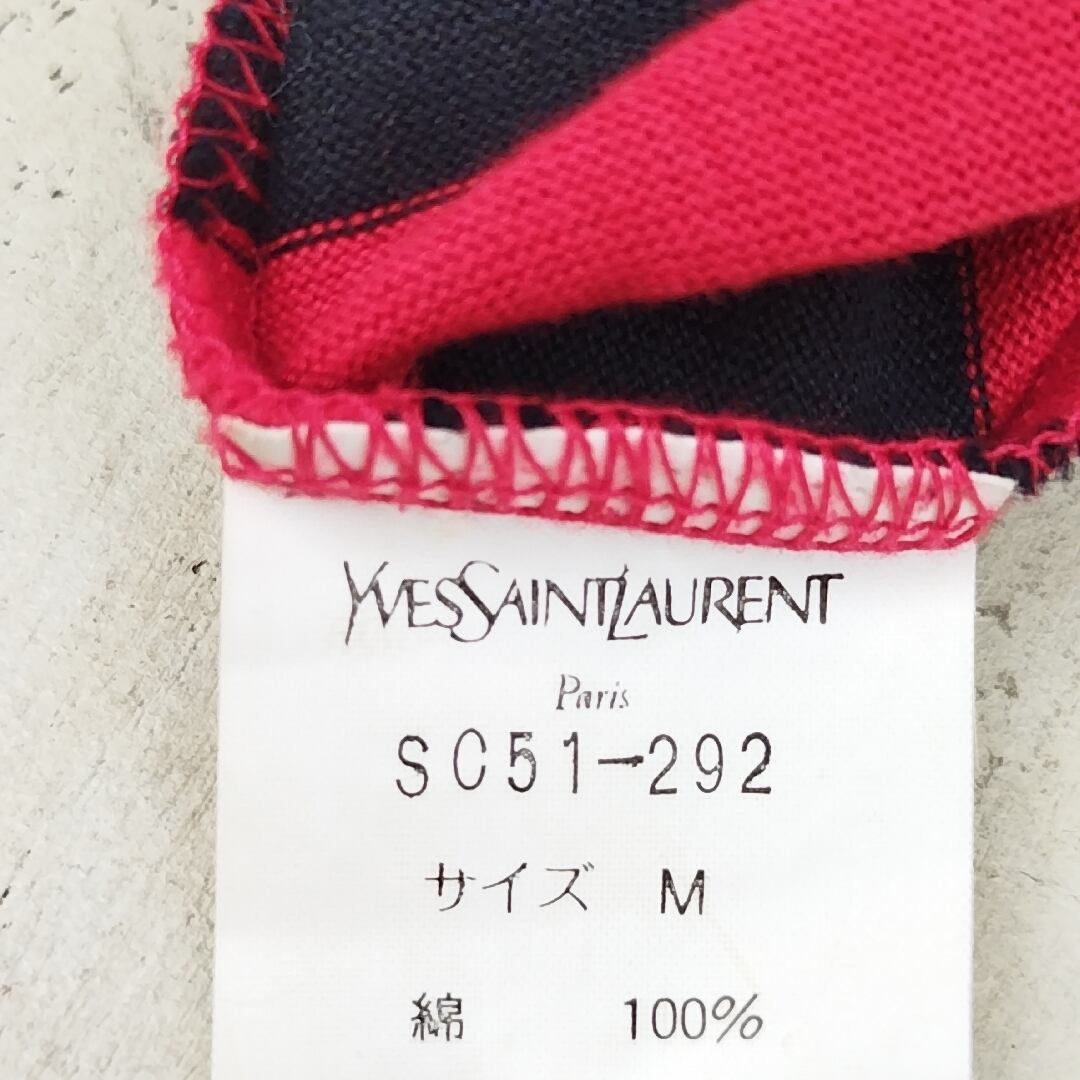 YVESSAINTLAURENT
Paris
SC51-292
サイズ M
綿 100%